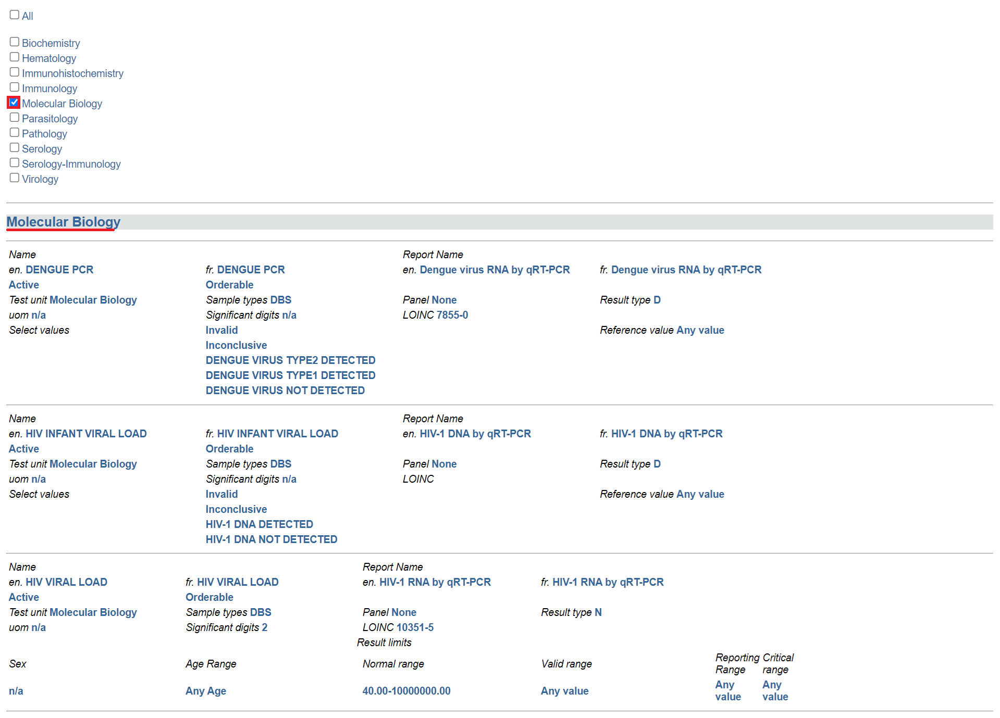 All
Biochemistry
Hematology
Immunohistochemistry
Immunology
Molecular Biology
Parasitology
Pathology
Serology
Serology-Immunology
Virology
Molecular Biology
Name Report Name
en. DENGUE PCR fr. DENGUE PCR en. Dengue virus RNA by qRT-PCR fr. Dengue virus RNA by qRT-PCR
Active Orderable
Test unit Molecular Biology Sample types DBS Panel None Result type D
uom n/a Significant digits n/a LOINC 7855-0
Select values Invalid Reference value Any value
Inconclusive
DENGUE VIRUS TYPE2 DETECTED
DENGUE VIRUS TYPE1 DETECTED
DENGUE VIRUS NOT DETECTED
Name Report Name
en. HIV INFANT VIRAL LOAD fr. HIV INFANT VIRAL LOAD en. HIV-1 DNA by qRT-PCR fr. HIV-1 DNA by qRT-PCR
Active Orderable
Test unit Molecular Biology Sample types DBS Panel None Result type D
uom n/a Significant digits n/a LOINC
Select values Invalid Reference value Any value
Inconclusive
HIV-1 DNA DETECTED
HIV-1 DNA NOT DETECTED
Name Report Name
en. HIV VIRAL LOAD fr. HIV VIRAL LOAD en. HIV-1 RNA by qRT-PCR fr. HIV-1 RNA by qRT-PCR
Active Orderable
Test unit Molecular Biology Sample types DBS Panel None Result type N
uom n/a Significant digits 2 LOINC 10351-5
Result limits
Sex Age Range Normal range Valid range Reporting Range Critical range
n/a Any Age 40.00-10000000.00 Any value Any value Any value